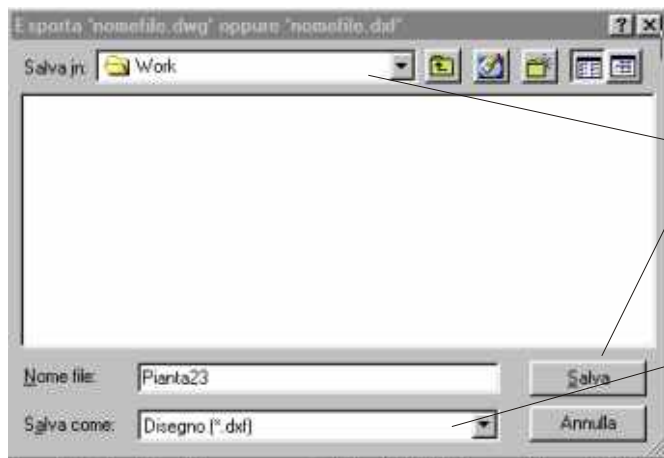 Esporta "nomefile.dwg" oppure "nomefile.dxf"
Salva in: Work
Nome file: Pianta23 Salva
Salva come: Disegno (*.dxf) Annulla